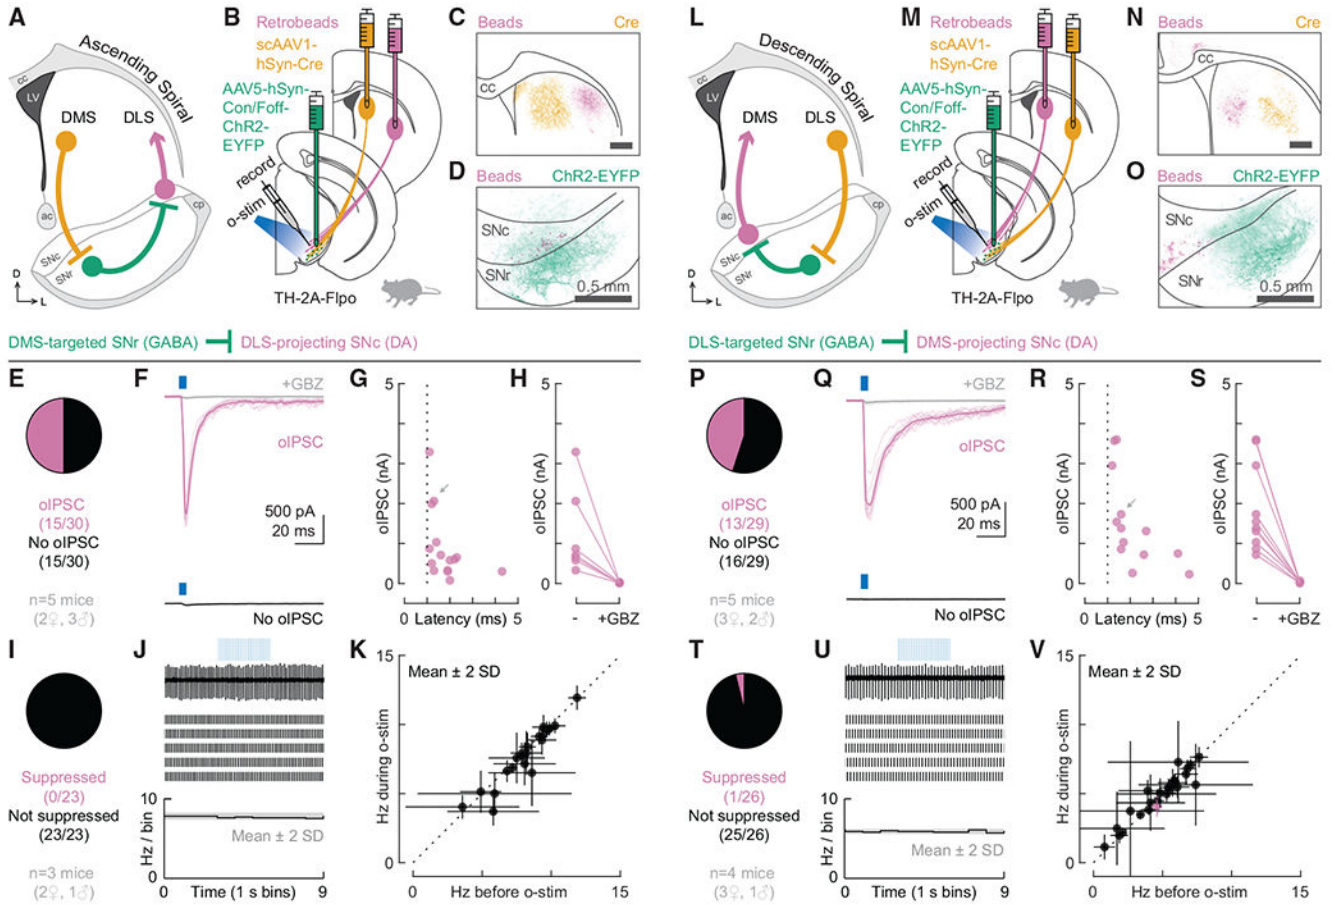 A
Ascending Spiral
cc
LV
DMS
DLS
ac
cp
SNc
SNr
D
L
B
Retrobeads
scAAV1-
hSyn-Cre
AAV5-hSyn-
Con/Foff-
ChR2-
EYFP
record
o-stim
TH-2A-Flpo
C
Beads
Cre
cc
D
Beads
ChR2-EYFP
SNc
SNr
0.5 mm
L
Descending Spiral
cc
LV
DMS
DLS
ac
cp
SNc
SNr
D
L
M
Retrobeads
scAAV1-
hSyn-Cre
AAV5-hSyn-
Con/Foff-
ChR2-
EYFP
record
o-stim
TH-2A-Flpo
N
Beads
Cre
cc
O
Beads
ChR2-EYFP
SNc
SNr
0.5 mm
DMS-targeted SNr (GABA)
DLS-projecting SNc (DA)
DLS-targeted SNr (GABA)
DMS-projecting SNc (DA)
E
oIPSC
(15/30)
No oIPSC
(15/30)
n=5 mice
(2♀, 3♂)
F
+GBZ
oIPSC
500 pA
20 ms
No oIPSC
G
5
oIPSC (nA)
0
0 Latency (ms) 5
H
5
oIPSC (nA)
0
- +GBZ
P
oIPSC
(13/29)
No oIPSC
(16/29)
n=5 mice
(3♀, 2♂)
Q
+GBZ
oIPSC
500 pA
20 ms
No oIPSC
R
5
oIPSC (nA)
0
0 Latency (ms) 5
S
5
oIPSC (nA)
0
- +GBZ
I
Suppressed
(0/23)
Not suppressed
(23/23)
n=3 mice
(2♀, 1♂)
J
10
Hz / bin
0
Mean ± 2 SD
Time (1 s bins)
9
K
15
Mean ± 2 SD
Hz during o-stim
0
0 Hz before o-stim 15
T
Suppressed
(1/26)
Not suppressed
(25/26)
n=4 mice
(3♀, 1♂)
U
10
Hz / bin
0
Mean ± 2 SD
Time (1 s bins)
9
V
15
Mean ± 2 SD
Hz during o-stim
0
0 Hz before o-stim 15